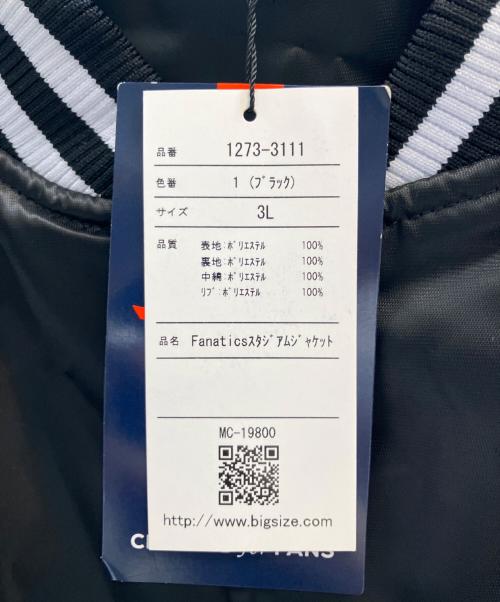 品番 1273-3111
色番 1 (ﾌﾞﾗｯｸ)
サイズ 3L
品質 表地:ﾎﾟﾘｴｽﾃﾙ 100%
裏地:ﾎﾟﾘｴｽﾃﾙ 100%
中綿:ﾎﾟﾘｴｽﾃﾙ 100%
ﾘﾌﾞ:ﾎﾟﾘｴｽﾃﾙ 100%
品名 Fanaticsｽﾀｼﾞｱﾑｼﾞｬｹｯﾄ
MC-19800
http://www.bigsize.com
FANS